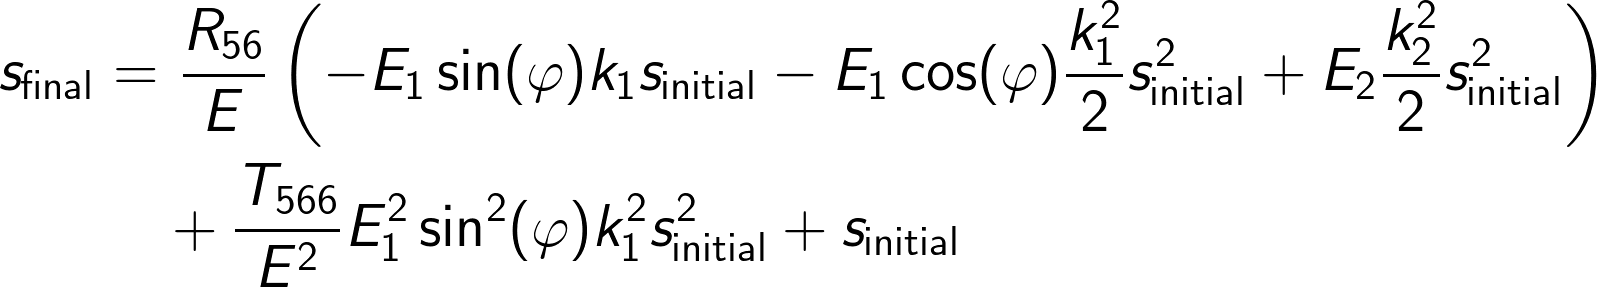 s_final = R_56/E (−E_1 sin(φ)k_1 s_initial − E_1 cos(φ) k_1^2/2 s_initial^2 + E_2 k_2^2/2 s_initial^2)
+ T_566/E^2 E_1^2 sin^2(φ)k_1^2 s_initial^2 + s_initial